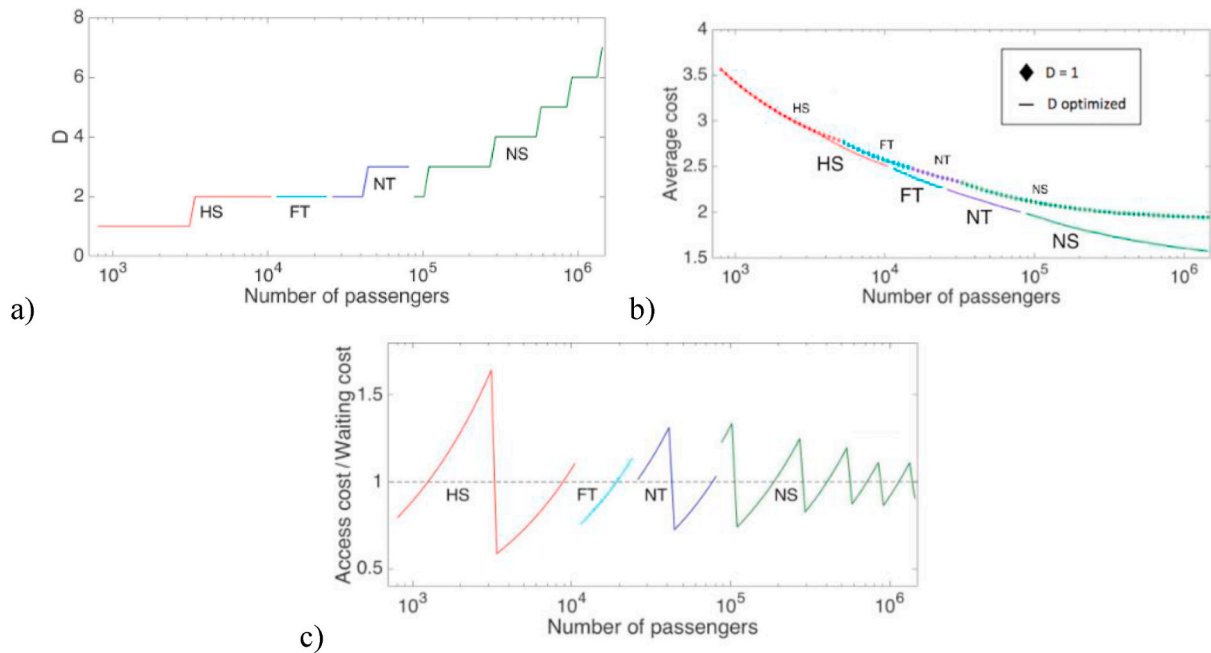 8
6
4
2
0
D
HS
FT
NT
NS
10³
10⁴
10⁵
10⁶
Number of passengers
a)
4
3.5
3
2.5
2
1.5
Average cost
D = 1
D optimized
HS
FT
NT
NS
HS
FT
NT
NS
10³
10⁴
10⁵
10⁶
Number of passengers
b)
1.5
1
0.5
Access cost / Waiting cost
HS
FT
NT
NS
10³
10⁴
10⁵
10⁶
Number of passengers
c)